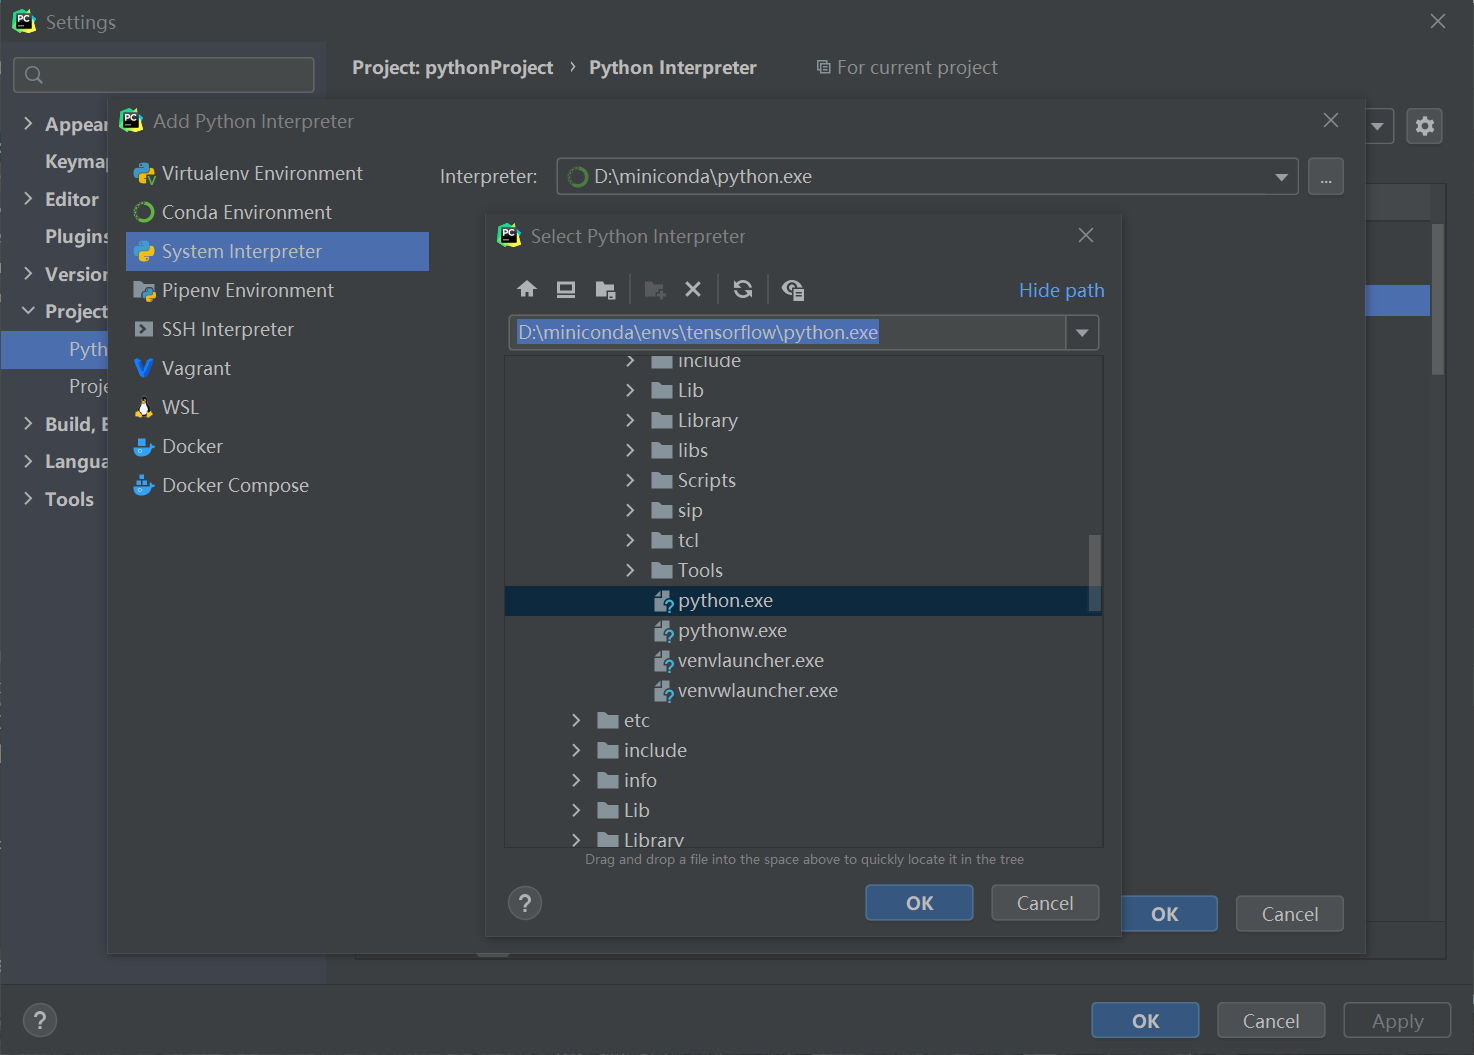 Settings
Project: pythonProject › Python Interpreter
For current project
Appear
Keymap
Editor
Plugins
Version
Project
Pyth
Proje
Build, E
Langua
Tools
Add Python Interpreter
Virtualenv Environment
Conda Environment
System Interpreter
Pipenv Environment
SSH Interpreter
Vagrant
WSL
Docker
Docker Compose
Interpreter:
D:\miniconda\python.exe
...
Select Python Interpreter
Hide path
D:\miniconda\envs\tensorflow\python.exe
include
Lib
Library
libs
Scripts
sip
tcl
Tools
python.exe
pythonw.exe
venvlauncher.exe
venvwlauncher.exe
etc
include
info
Lib
Library
Drag and drop a file into the space above to quickly locate it in the tree
? OK Cancel
OK Cancel
? OK Cancel Apply